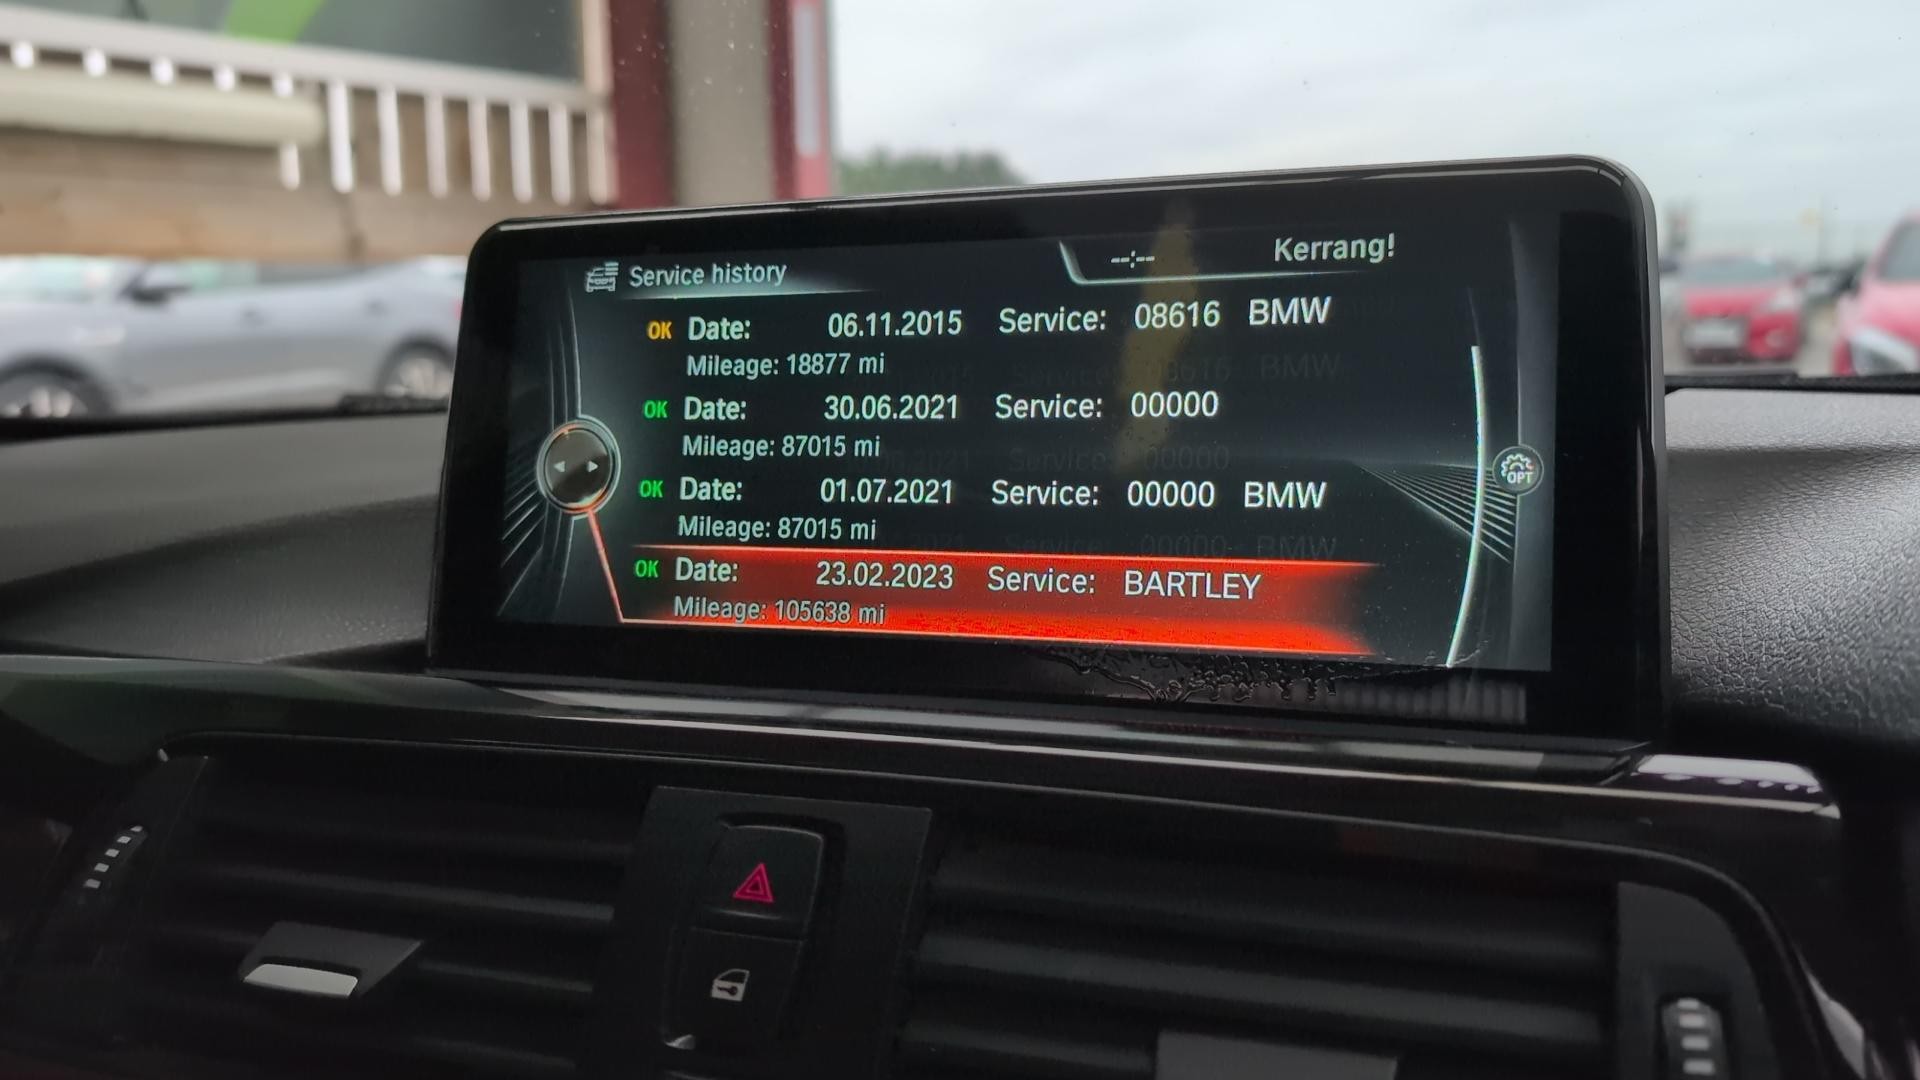 Service history
--:-- Kerrang!
OK Date: 06.11.2015 Service: 08616 BMW
Mileage: 18877 mi
OK Date: 30.06.2021 Service: 00000
Mileage: 87015 mi
OK Date: 01.07.2021 Service: 00000 BMW
Mileage: 87015 mi
OK Date: 23.02.2023 Service: BARTLEY
Mileage: 105638 mi
OPT